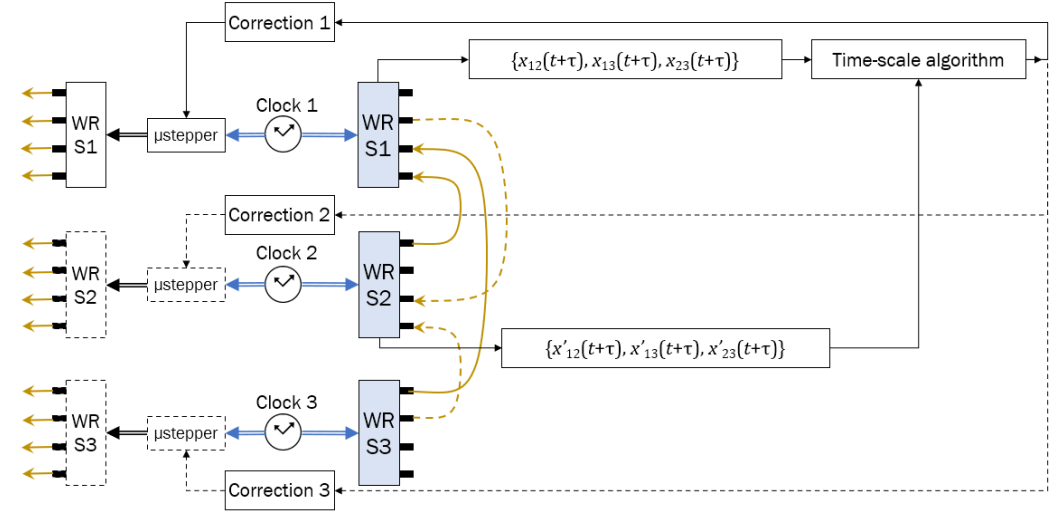 Correction 1
{x₁₂(t+τ), x₁₃(t+τ), x₂₃(t+τ)}
Time-scale algorithm
WR
S1
µstepper
Clock 1
WR
S1
Correction 2
WR
S2
µstepper
Clock 2
WR
S2
{x'₁₂(t+τ), x'₁₃(t+τ), x'₂₃(t+τ)}
WR
S3
µstepper
Clock 3
WR
S3
Correction 3